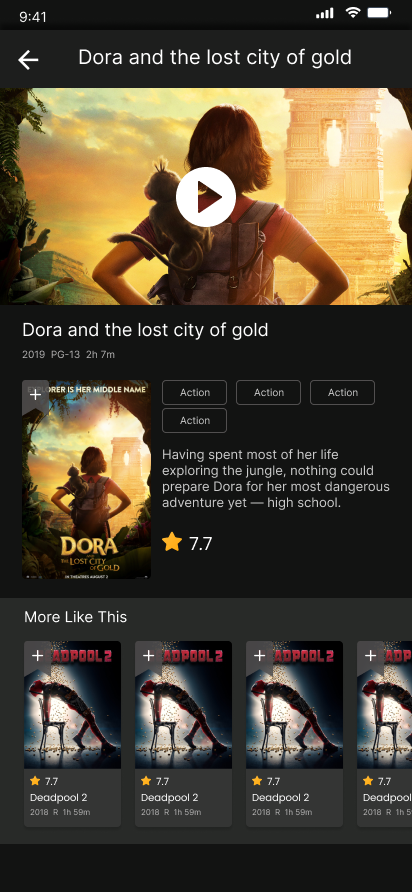 9:41
Dora and the lost city of gold
Dora and the lost city of gold
2019 PG-13 2h 7m
EXPLORER IS HER MIDDLE NAME
DORA
AND THE
LOST CITY
OF GOLD
IN THEATRES AUGUST 2
Action
Action
Action
Action
Having spent most of her life
exploring the jungle, nothing could
prepare Dora for her most dangerous
adventure yet — high school.
7.7
More Like This
ADPOOL 2
ADPOOL 2
ADPOOL 2
ADPO
7.7
7.7
7.7
7.7
Deadpool 2
Deadpool 2
Deadpool 2
Deadpool
2018 R 1h 59m
2018 R 1h 59m
2018 R 1h 59m
2018 R 1h 5